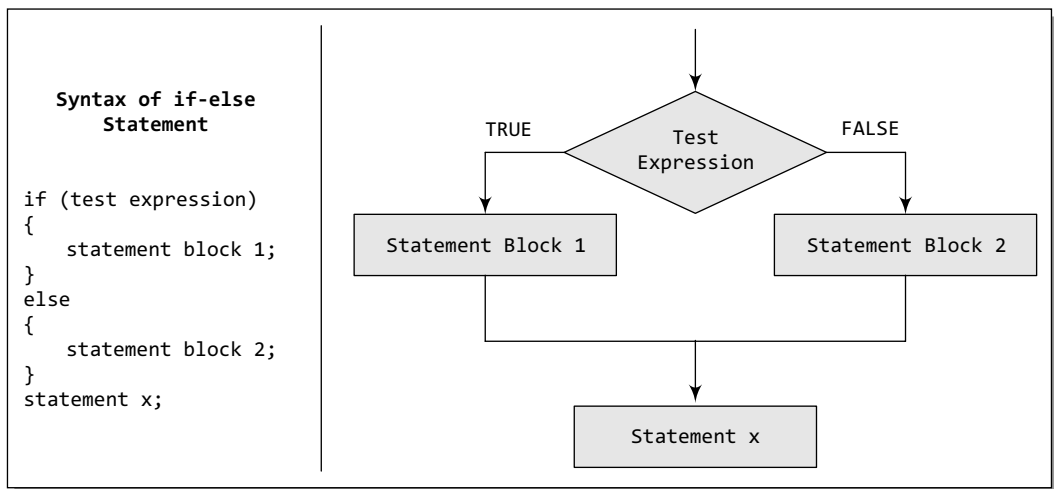 Syntax of if-else
Statement
if (test expression)
{
statement block 1;
}
else
{
statement block 2;
}
statement x;
TRUE
FALSE
Test
Expression
Statement Block 1
Statement Block 2
Statement x